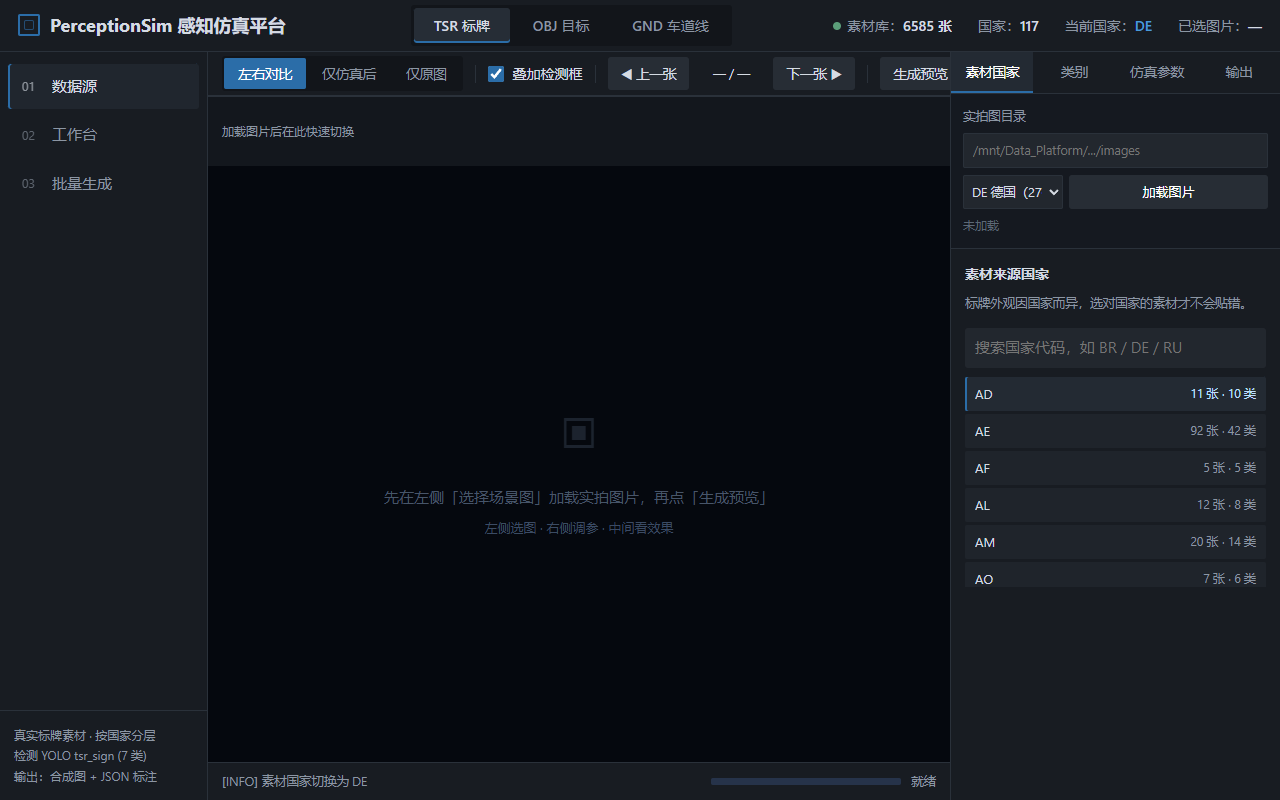 PerceptionSim 感知仿真平台
TSR 标牌
OBJ 目标
GND 车道线
素材库: 6585 张
国家: 117
当前国家: DE
已选图片: —
01 数据源
02 工作台
03 批量生成
真实标牌素材 · 按国家分层
检测 YOLO tsr_sign (7 类)
输出: 合成图 + JSON 标注
左右对比
仅仿真后
仅原图
叠加检测框
◀ 上一张
— / —
下一张 ▶
生成预览
加载图片后在此快速切换
先在左侧「选择场景图」加载实拍图片，再点「生成预览」
左侧选图 · 右侧调参 · 中间看效果
[INFO] 素材国家切换为 DE
就绪
素材国家
类别
仿真参数
输出
实拍图目录
/mnt/Data_Platform/.../images
DE 德国（27
加载图片
未加载
素材来源国家
标牌外观因国家而异，选对国家的素材才不会贴错。
搜索国家代码，如 BR / DE / RU
AD 11 张 · 10 类
AE 92 张 · 42 类
AF 5 张 · 5 类
AL 12 张 · 8 类
AM 20 张 · 14 类
AO 7 张 · 6 类